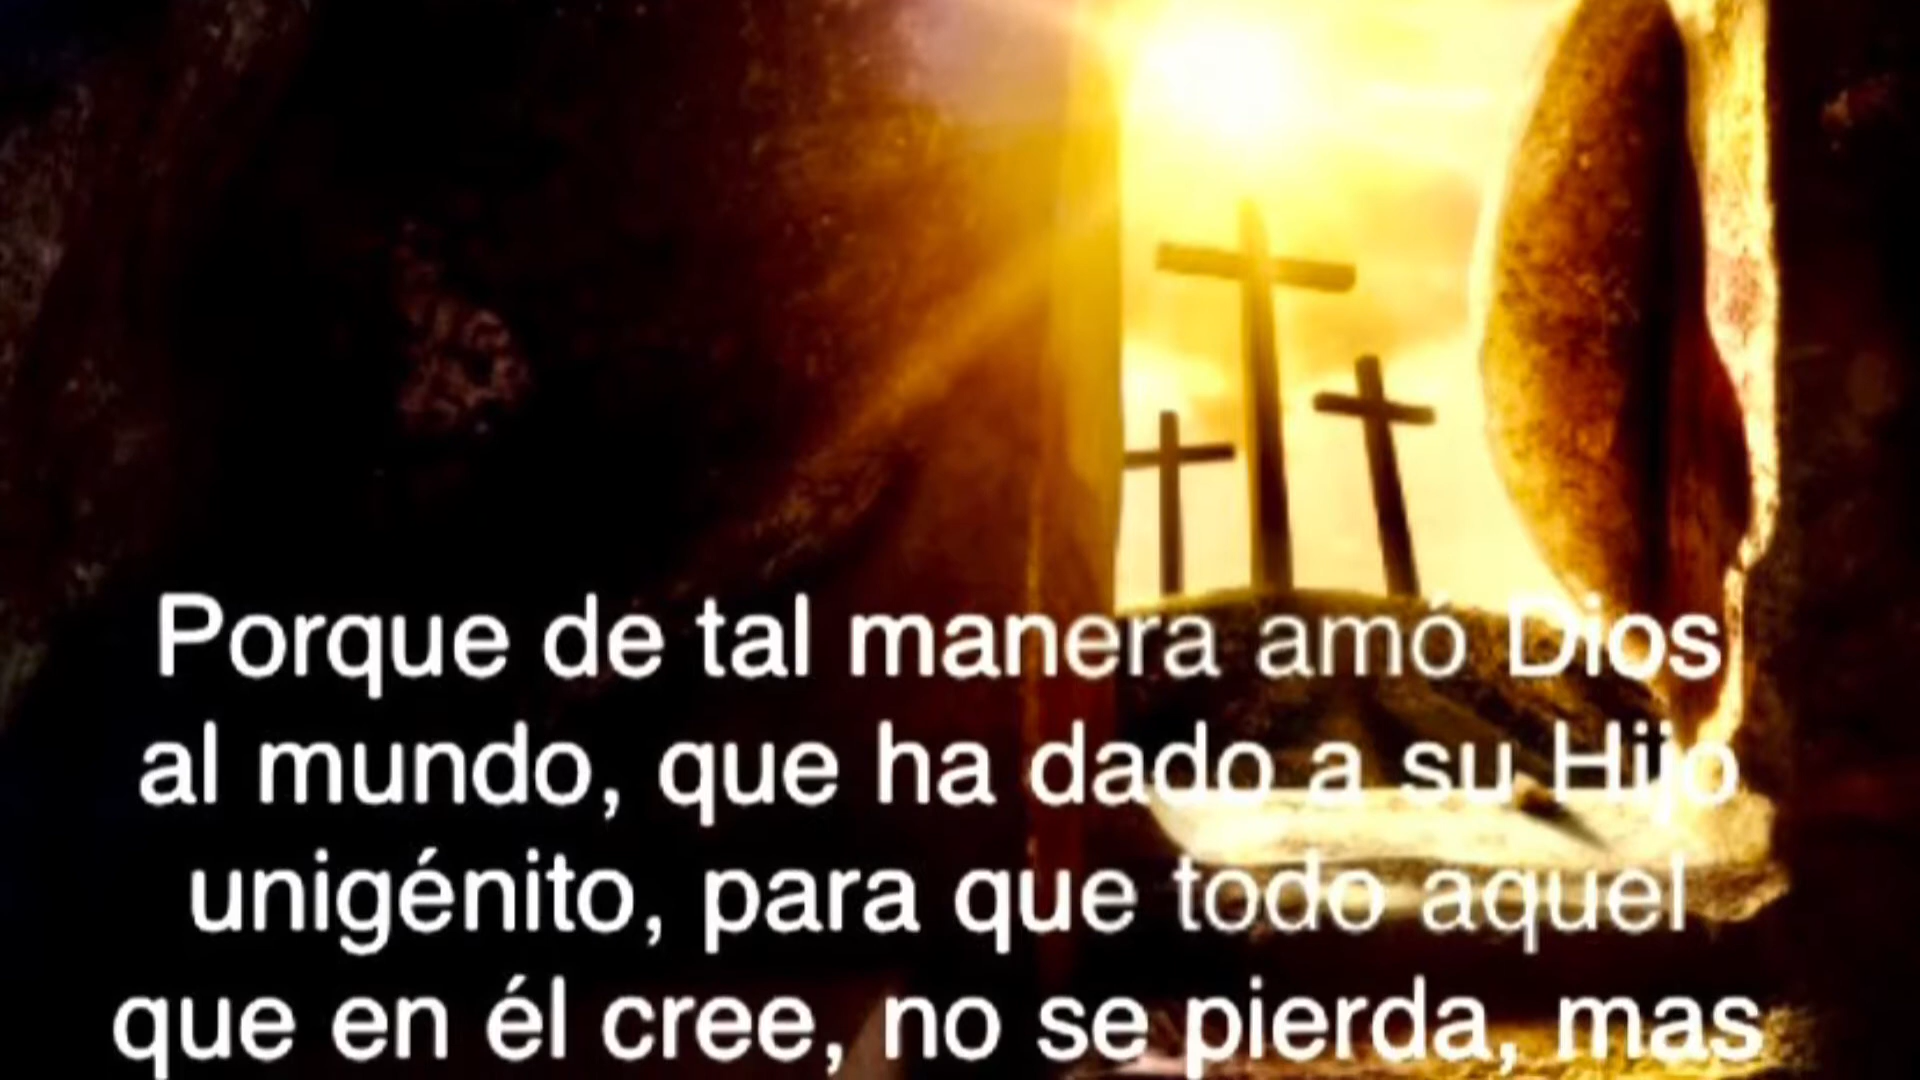 Porque de tal manera amó Dios
al mundo, que ha dado a su Hijo
unigénito, para que todo aquel
que en él cree, no se pierda, mas